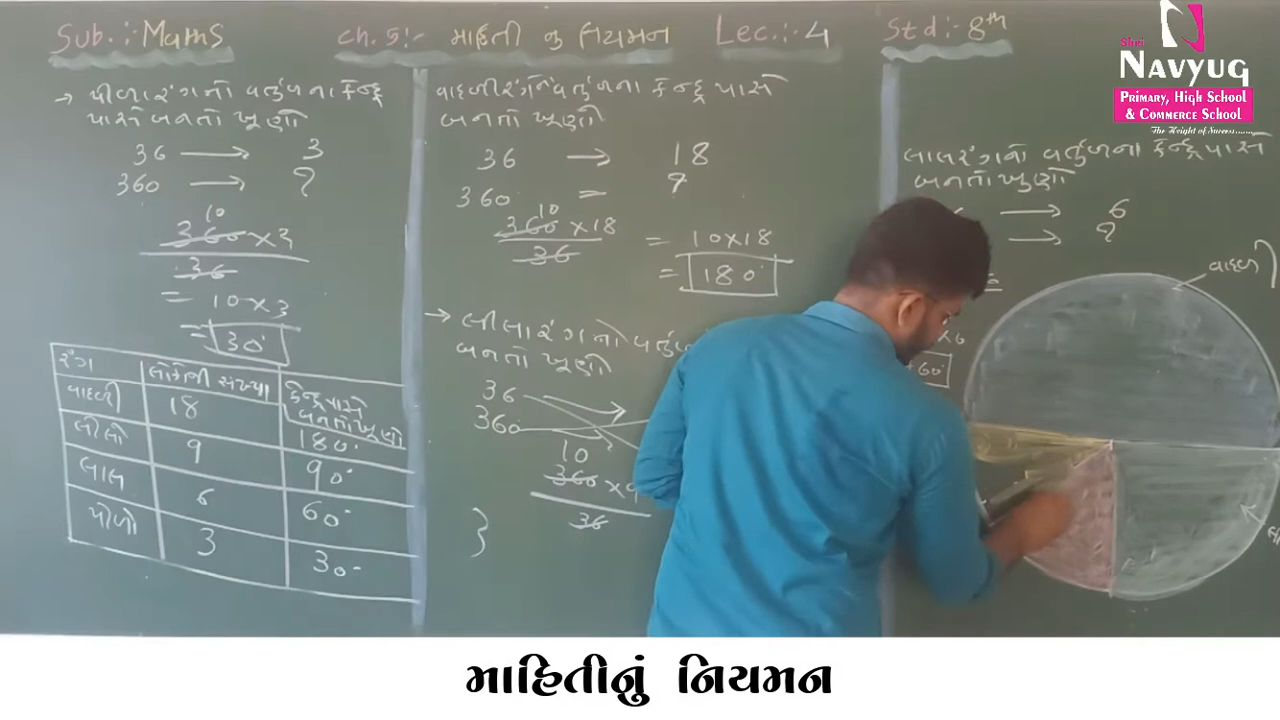 Sub. :- Maths
ch. 5 :- માહિતી નુ નિયમન
Lec. :- 4
Std :- 8th
Shri
NAVYUG
PRIMARY, HIGH SCHOOL
& COMMERCE SCHOOL
The Height of Success.......
→ પીળા રંગનો વર્તુળના કેન્દ્ર
પાસે બનતો ખૂણો
36 → 3
360 → ?
10
360 × 3
36
= 10 × 3
= 30°
રંગ લોકોની સંખ્યા કેન્દ્ર પાસે બનતો ખૂણો
વાદળી 18 180°
લીલો 9 90°
લાલ 6 60°
પીળો 3 30°
વાદળી રંગનો વર્તુળના કેન્દ્ર પાસે
બનતો ખૂણો
36 → 18
360 = ?
10
360 × 18
36
= 10 × 18
= 180°
→ લીલા રંગનો
બનતો ખૂણો
36
360
10
360 × 9
36
લાલ રંગનો વર્તુળના કેન્દ્ર પાસે
બનતો ખૂણો
→ 6
→ ?
60°
વાદળી
માહિતીનું નિયમન